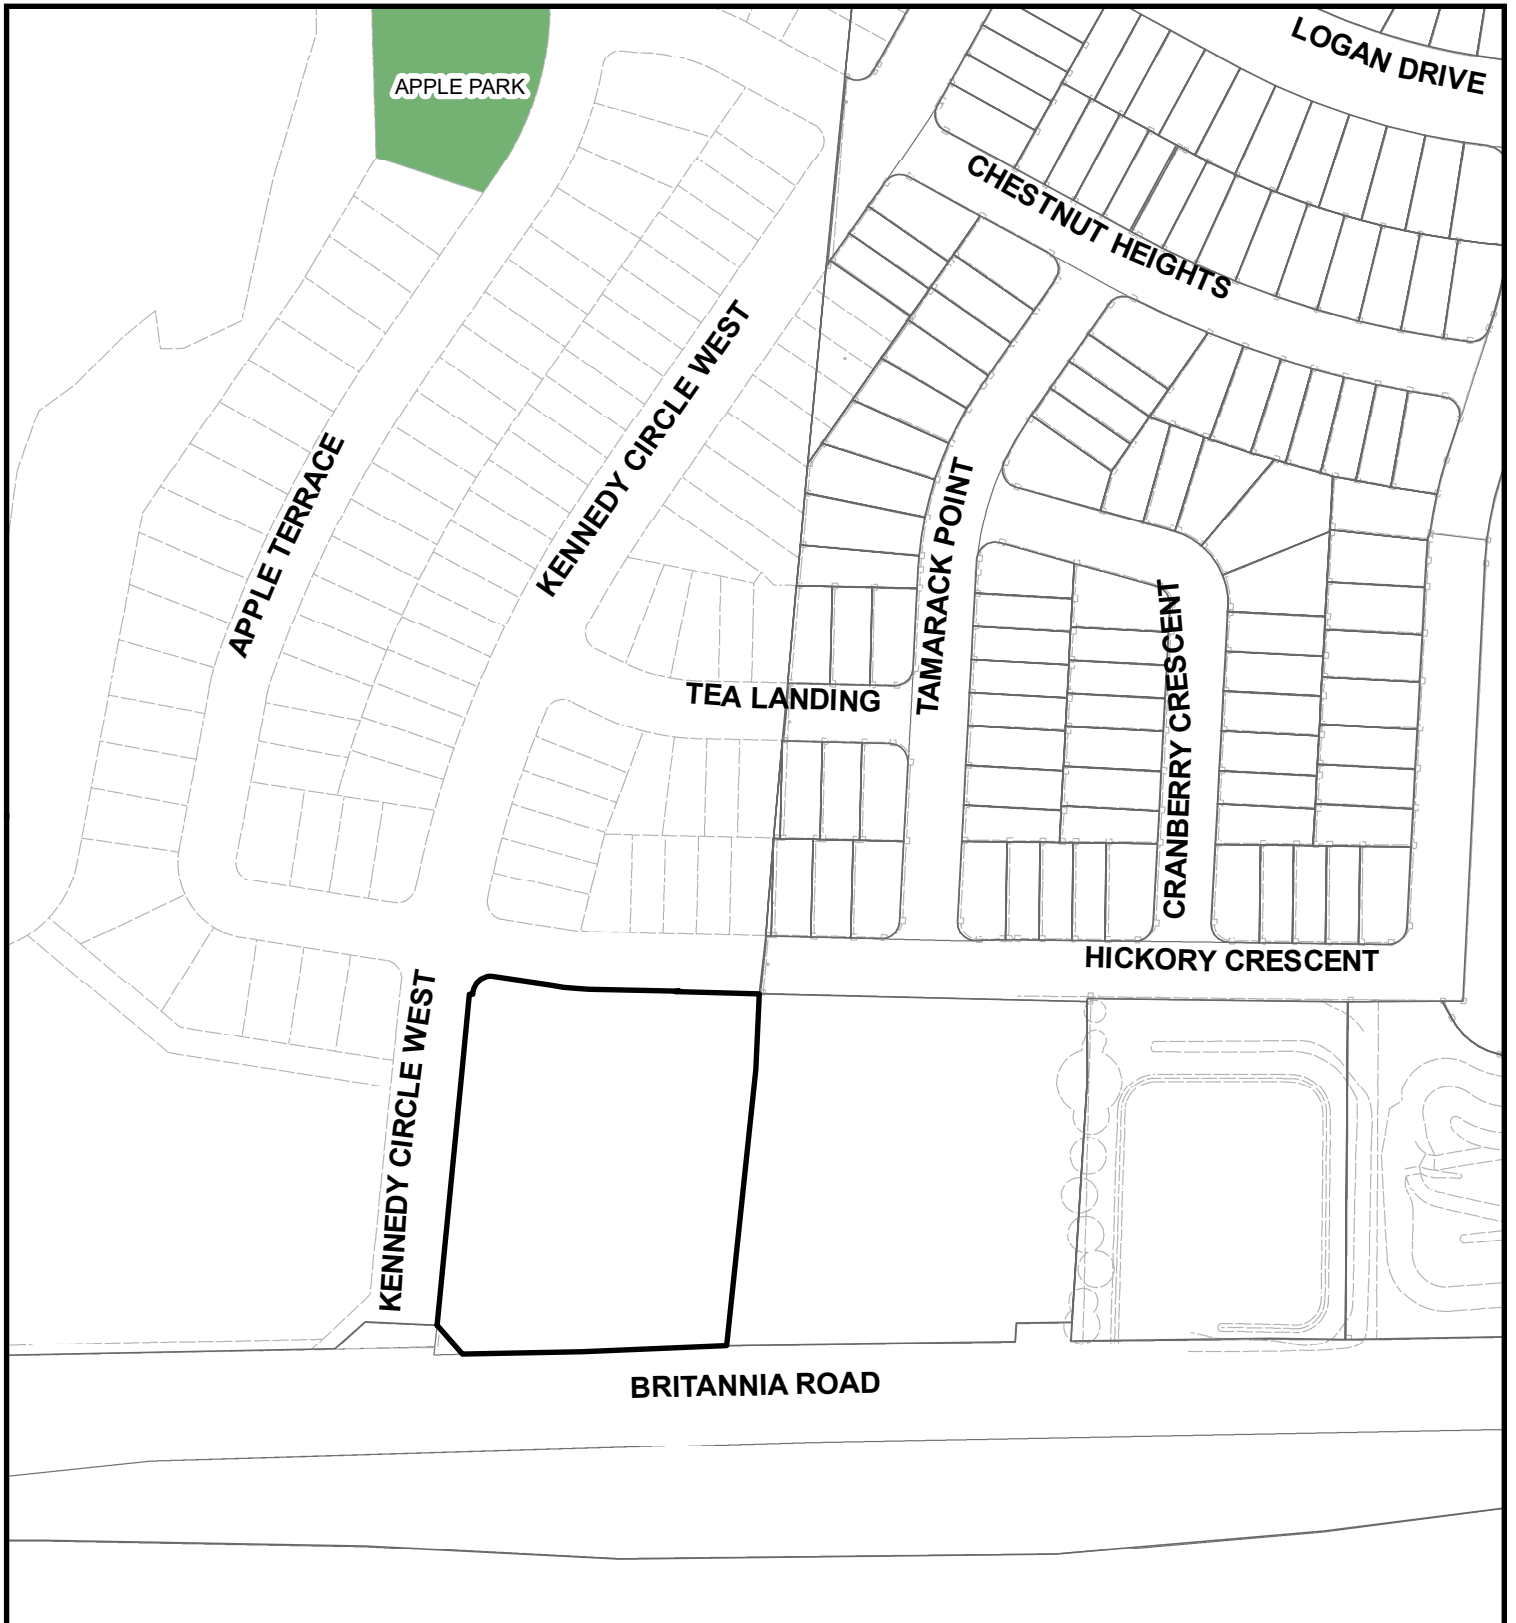 LOGAN DRIVE
APPLE PARK
CHESTNUT HEIGHTS
KENNEDY CIRCLE WEST
APPLE TERRACE
TAMARACK POINT
CRANBERRY CRESCENT
TEA LANDING
HICKORY CRESCENT
KENNEDY CIRCLE WEST
BRITANNIA ROAD